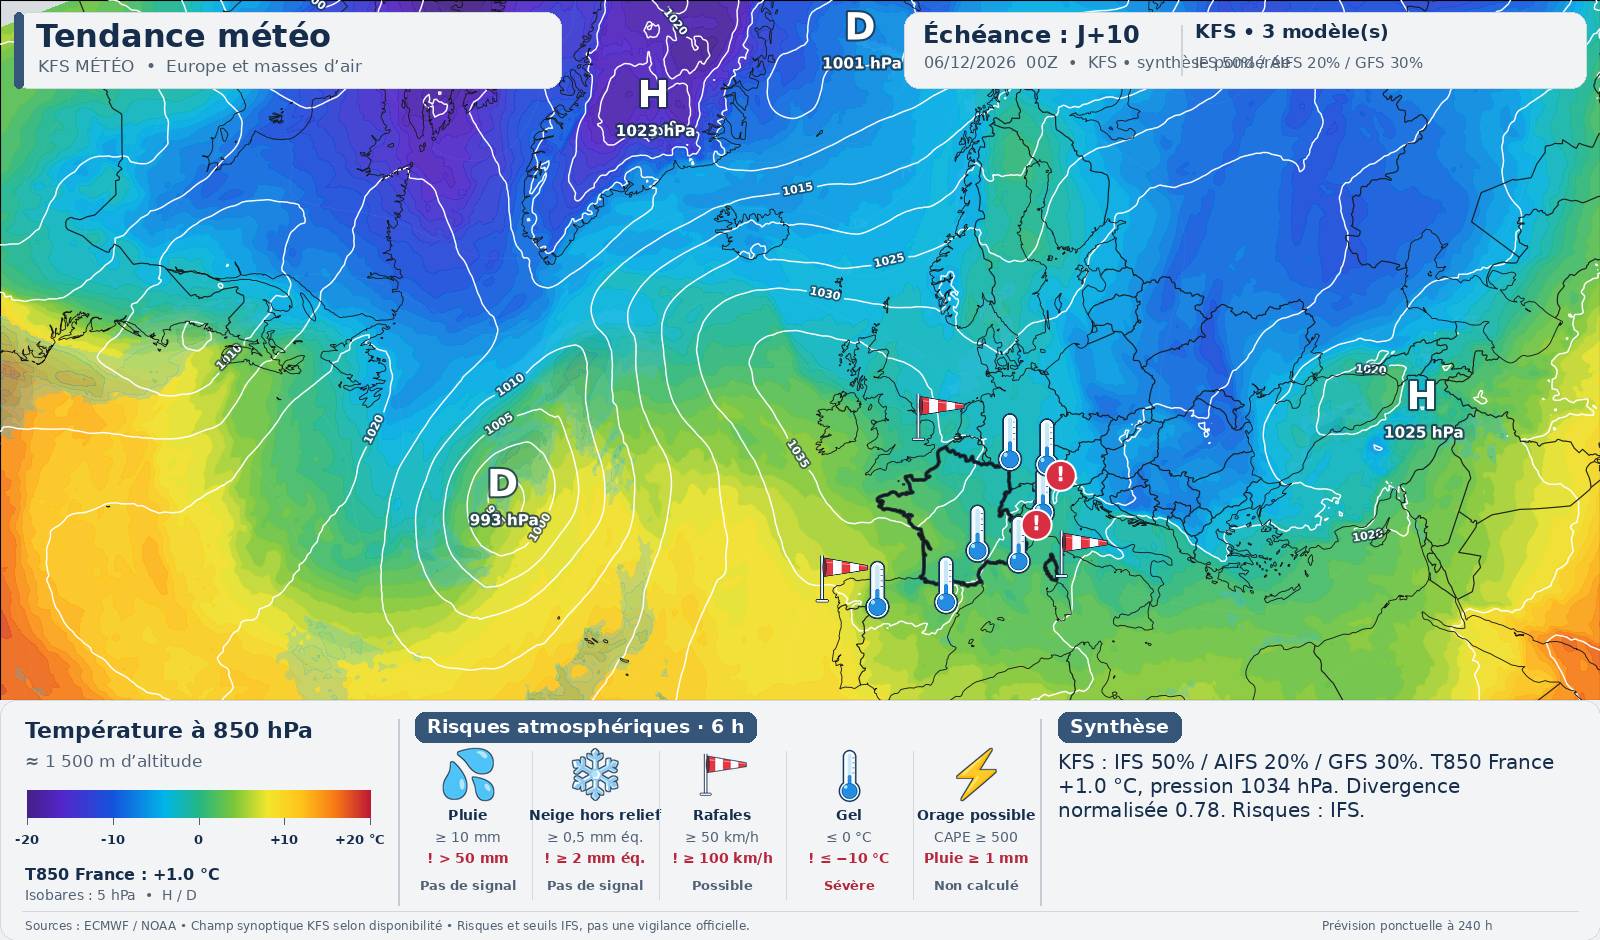 Tendance météo
KFS MÉTÉO • Europe et masses d’air
Échéance : J+10
06/12/2026 00Z • KFS • synthèse pondérée
KFS • 3 modèle(s)
IFS 50% / AIFS 20% / GFS 30%
1020
D
1001 hPa
H
1023 hPa
1015
1025
1030
1010
1010
1005
1020
1035
D
993 hPa
1000
1020
H
1025 hPa
1020
Température à 850 hPa
≈ 1 500 m d’altitude
-20 -10 0 +10 +20 °C
T850 France : +1.0 °C
Isobares : 5 hPa • H / D
Risques atmosphériques · 6 h
Pluie
≥ 10 mm
! > 50 mm
Pas de signal
Neige hors relief
≥ 0,5 mm éq.
! ≥ 2 mm éq.
Pas de signal
Rafales
≥ 50 km/h
! ≥ 100 km/h
Possible
Gel
≤ 0 °C
! ≤ −10 °C
Sévère
Orage possible
CAPE ≥ 500
Pluie ≥ 1 mm
Non calculé
Synthèse
KFS : IFS 50% / AIFS 20% / GFS 30%. T850 France
+1.0 °C, pression 1034 hPa. Divergence
normalisée 0.78. Risques : IFS.
Sources : ECMWF / NOAA • Champ synoptique KFS selon disponibilité • Risques et seuils IFS, pas une vigilance officielle.
Prévision ponctuelle à 240 h